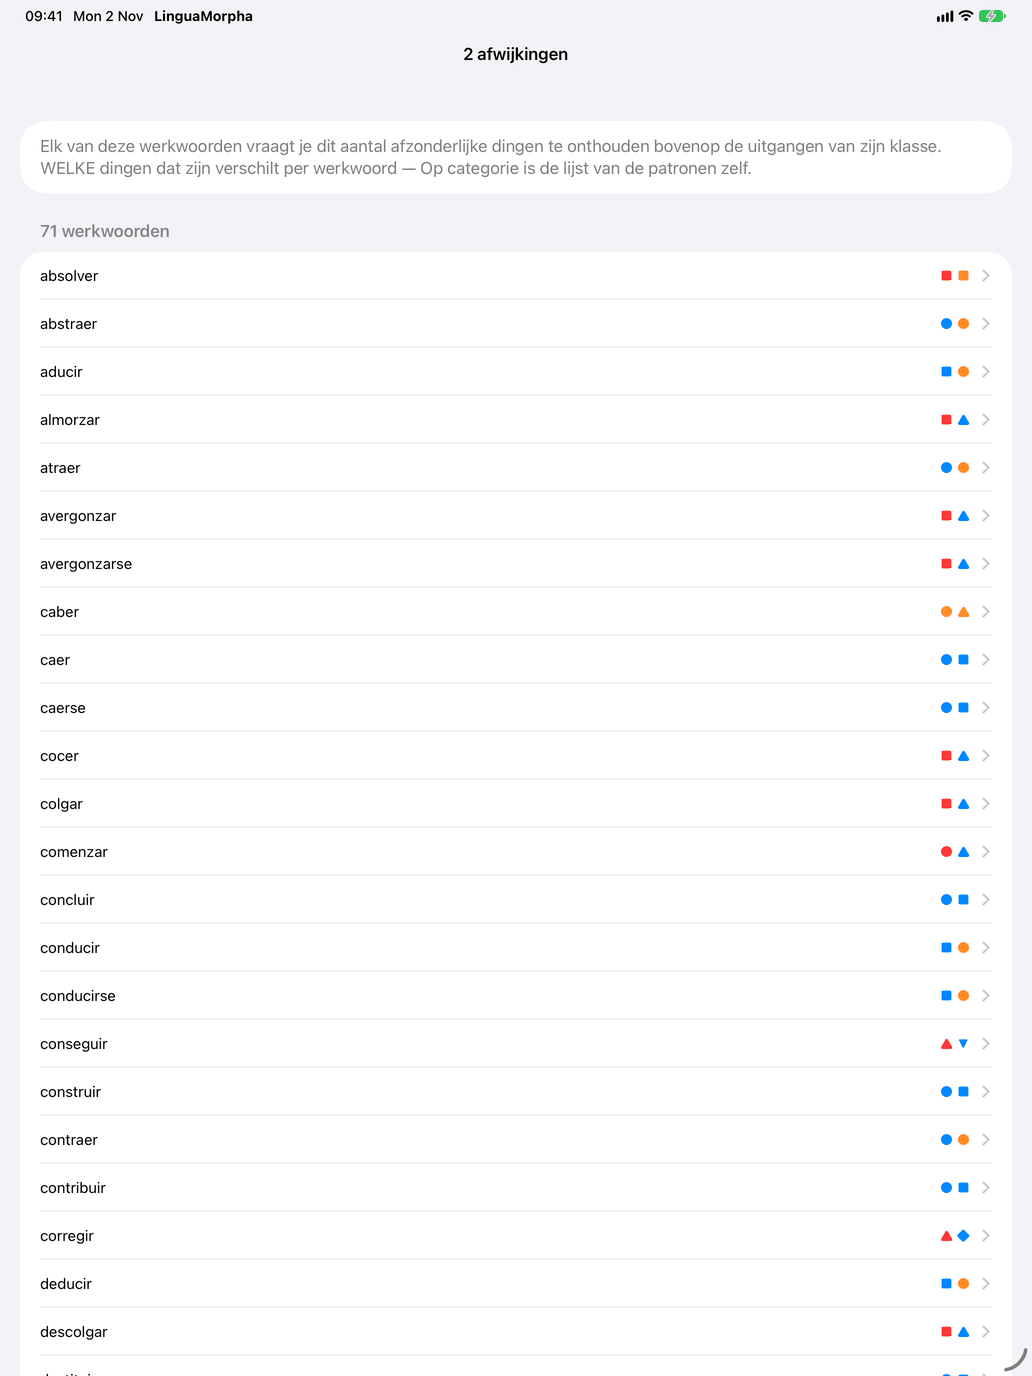 09:41 Mon 2 Nov LinguaMorpha
2 afwijkingen
Elk van deze werkwoorden vraagt je dit aantal afzonderlijke dingen te onthouden bovenop de uitgangen van zijn klasse.
WELKE dingen dat zijn verschilt per werkwoord — Op categorie is de lijst van de patronen zelf.
71 werkwoorden
absolver
abstraer
aducir
almorzar
atraer
avergonzar
avergonzarse
caber
caer
caerse
cocer
colgar
comenzar
concluir
conducir
conducirse
conseguir
construir
contraer
contribuir
corregir
deducir
descolgar